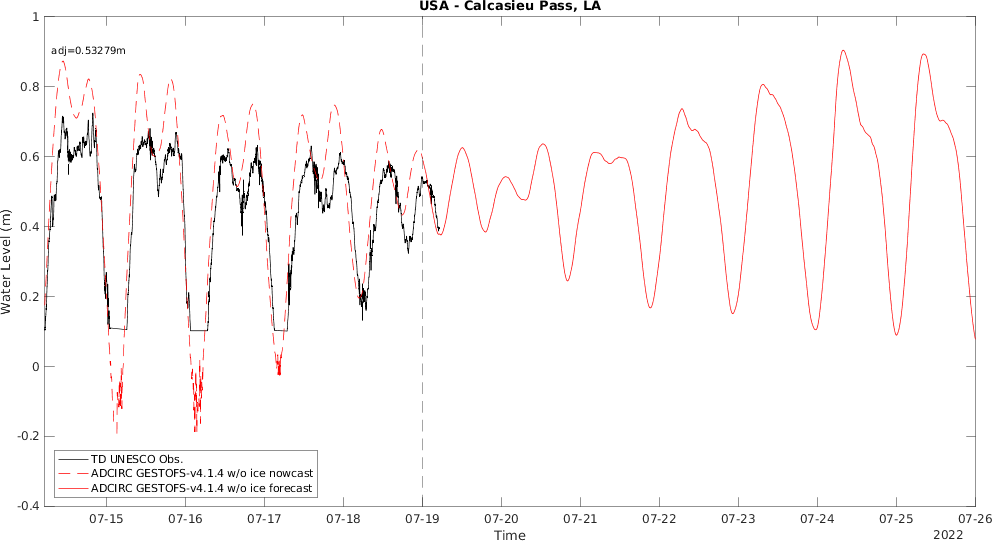 USA - Calcasieu Pass, LA
adj=0.53279m
1
0.8
0.6
0.4
0.2
0
-0.2
-0.4
Water Level (m)
TD UNESCO Obs.
ADCIRC GESTOFS-v4.1.4 w/o ice nowcast
ADCIRC GESTOFS-v4.1.4 w/o ice forecast
07-15 07-16 07-17 07-18 07-19 07-20 07-21 07-22 07-23 07-24 07-25 07-26
Time
2022